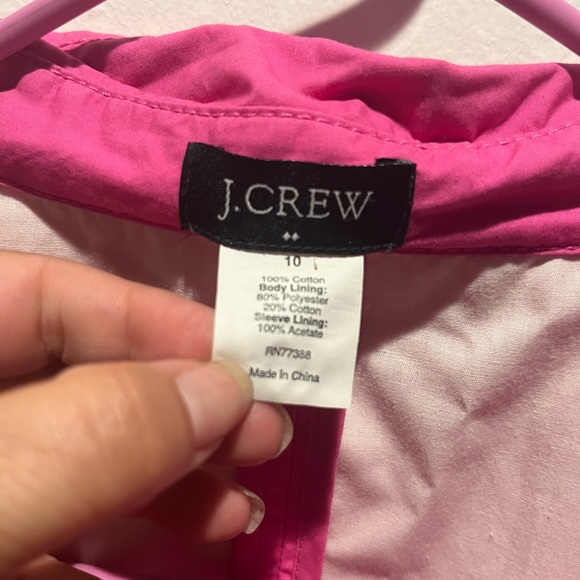 J.CREW
10
100% Cotton
Body Lining:
80% Polyester
20% Cotton
Sleeve Lining:
100% Acetate
RN77388
Made in China